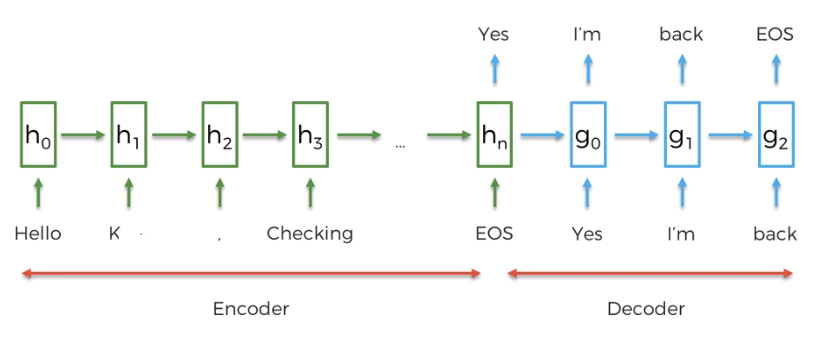 Yes I'm back EOS
h₀ h₁ h₂ h₃ ... hₙ g₀ g₁ g₂
Hello , Checking EOS Yes I'm back
Encoder Decoder